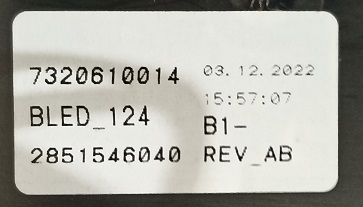 7320610014
03.12.2022
15:57:07
BLED_124
B1-
2851546040
REV_AB